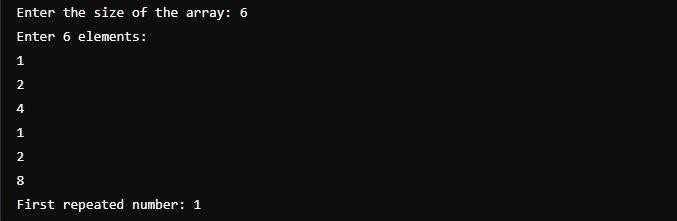 Enter the size of the array: 6
Enter 6 elements:
1
2
4
1
2
8
First repeated number: 1